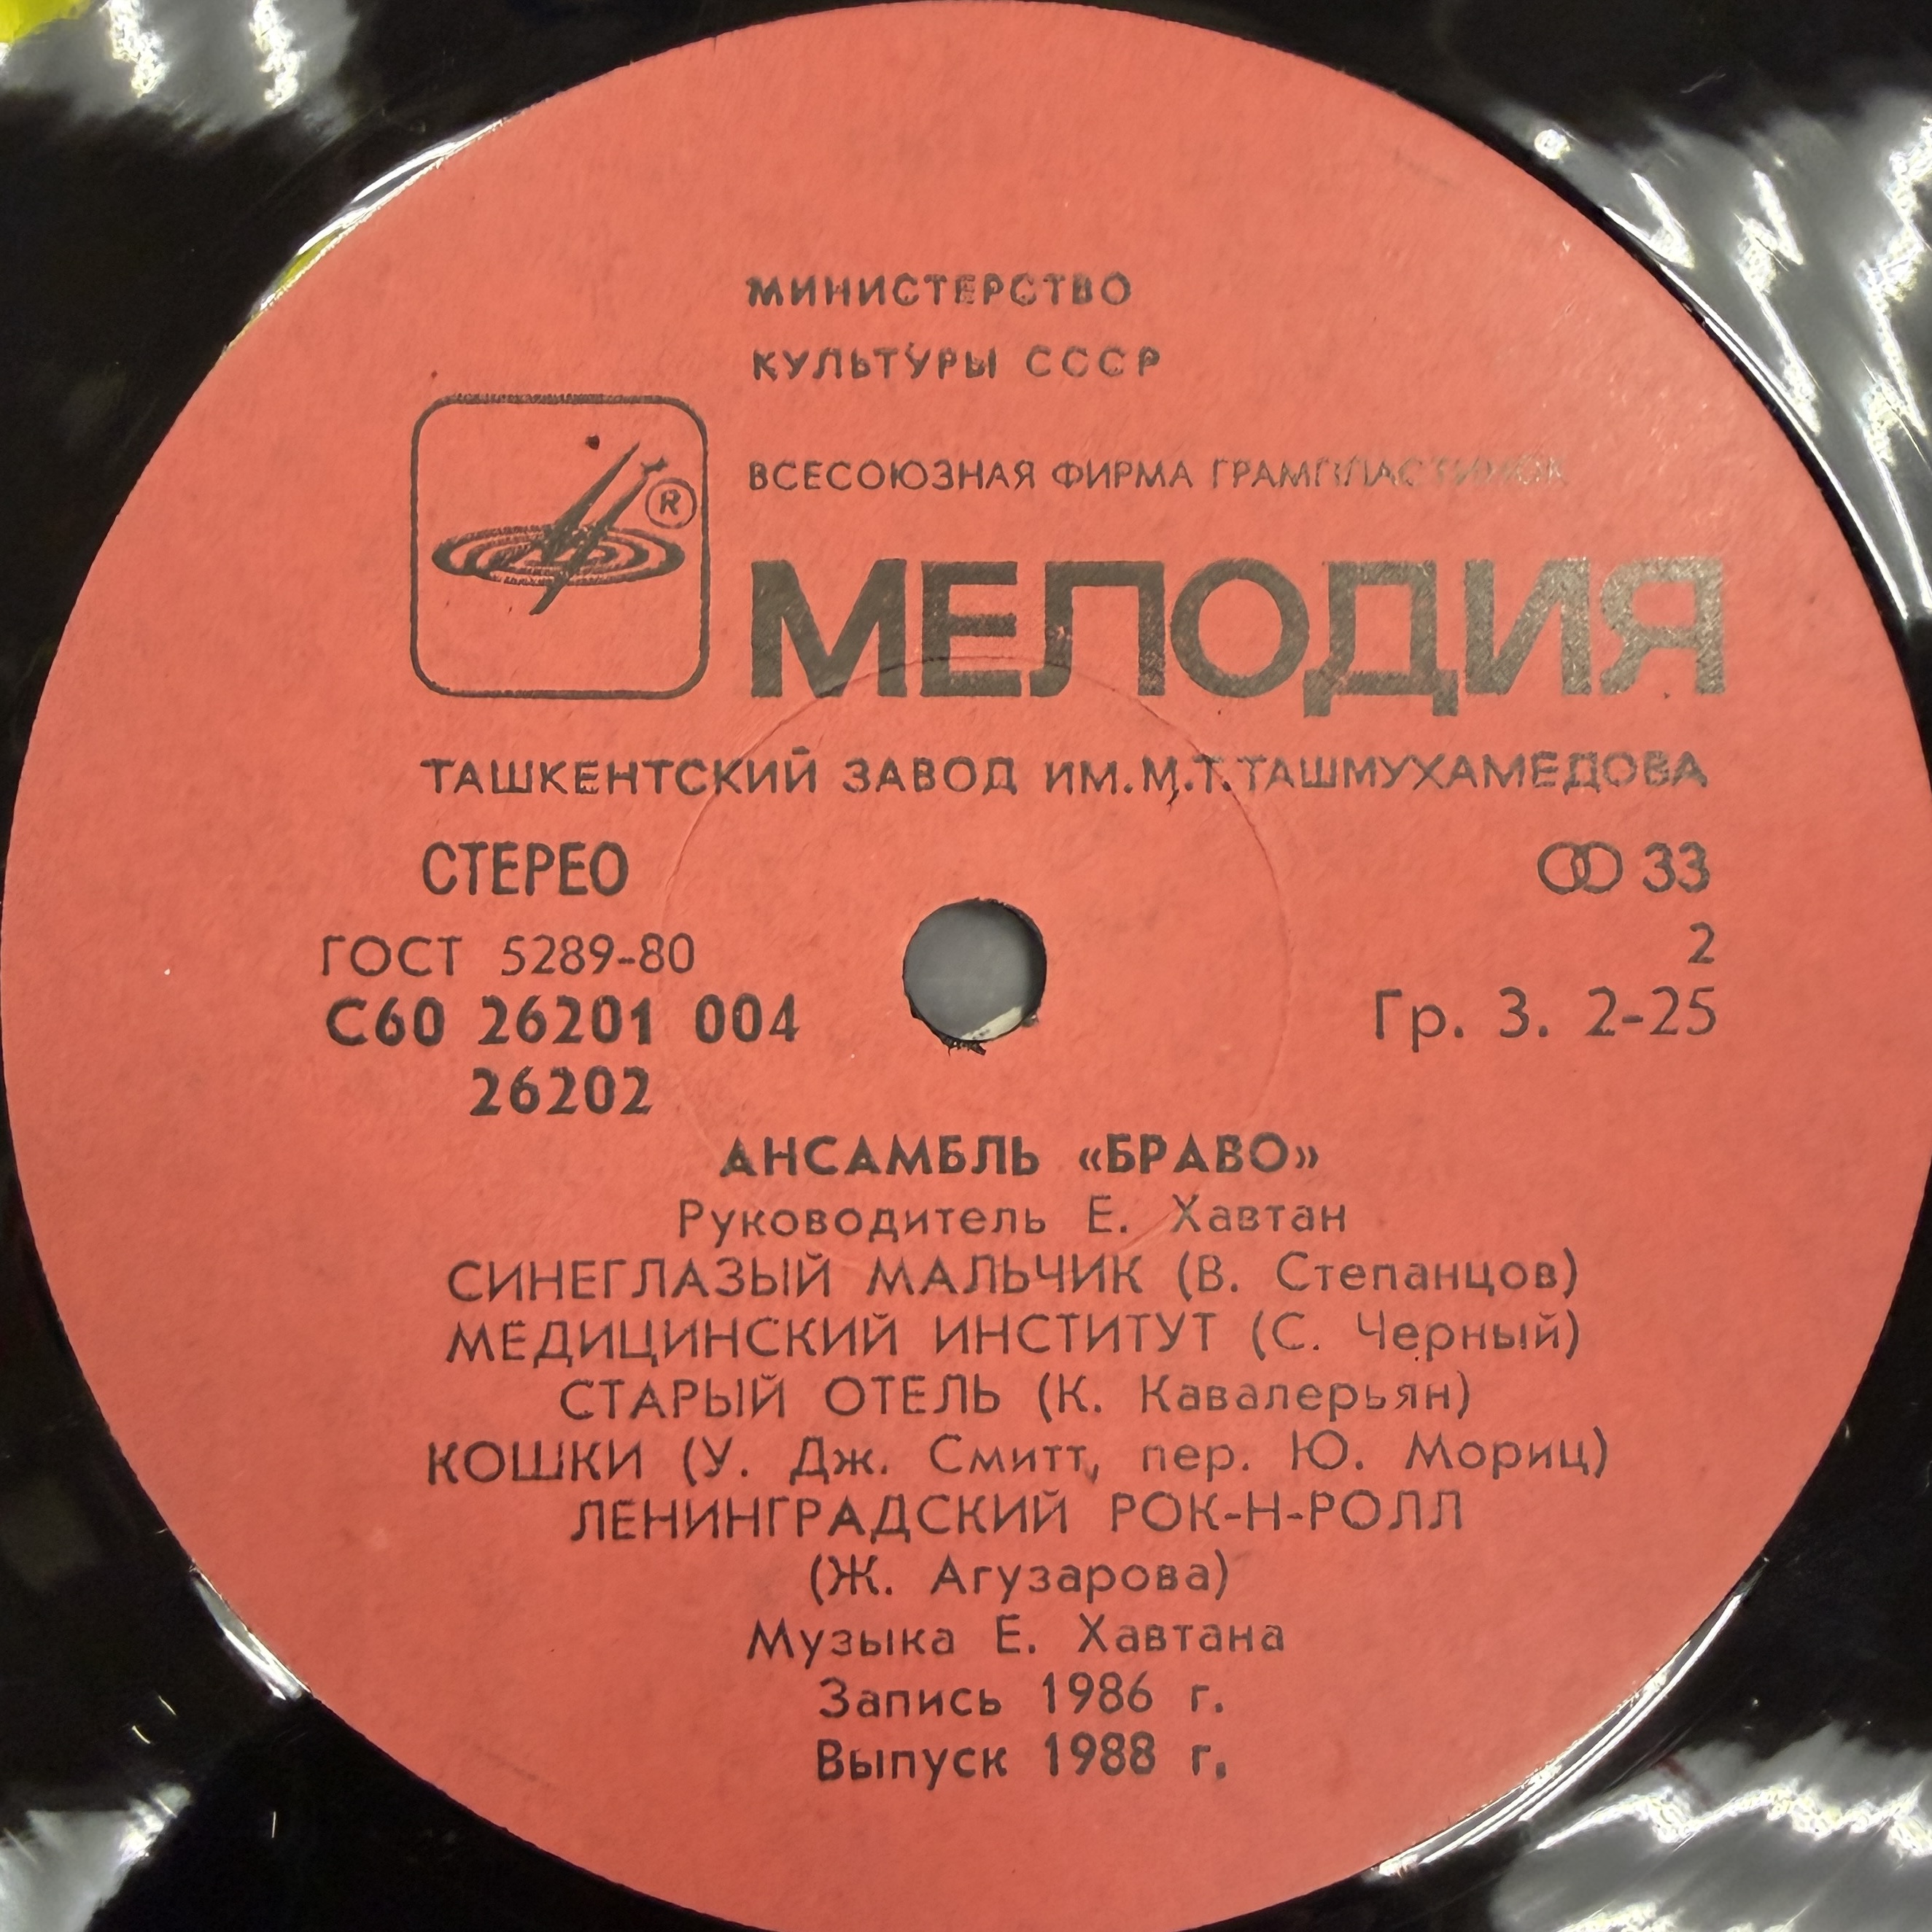 МИНИСТЕРСТВО
КУЛЬТУРЫ СССР
ВСЕСОЮЗНАЯ ФИРМА ГРАМПЛАСТИНОК
R
МЕЛОДИЯ
ТАШКЕНТСКИЙ ЗАВОД ИМ.М.Т.ТАШМУХАМЕДОВА
СТЕРЕО 33
ГОСТ 5289-80 2
С60 26201 004 Гр. 3. 2-25
26202
АНСАМБЛЬ «БРАВО»
Руководитель Е. Хавтан
СИНЕГЛАЗЫЙ МАЛЬЧИК (В. Степанцов)
МЕДИЦИНСКИЙ ИНСТИТУТ (С. Черный)
СТАРЫЙ ОТЕЛЬ (К. Кавалерьян)
КОШКИ (У. Дж. Смитт, пер. Ю. Мориц)
ЛЕНИНГРАДСКИЙ РОК-Н-РОЛЛ
(Ж. Агузарова)
Музыка Е. Хавтана
Запись 1986 г.
Выпуск 1988 г.